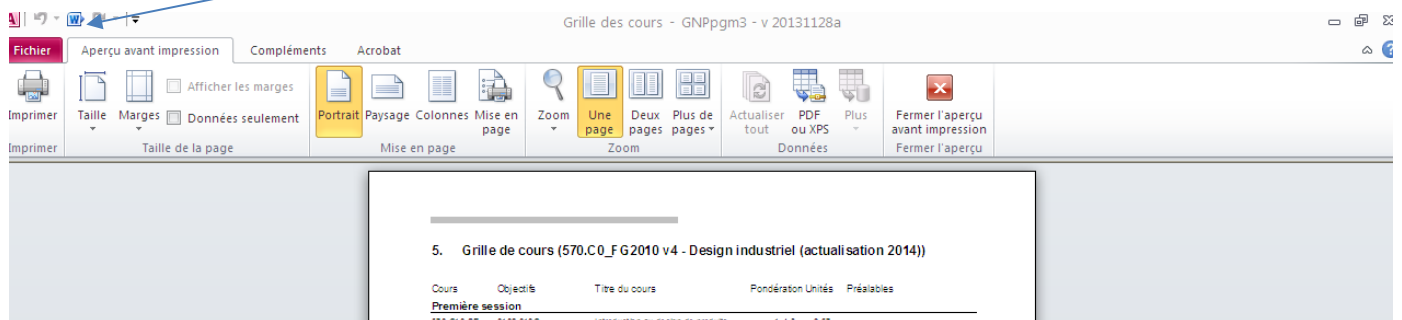 Grille des cours - GNPpgm3 - v 20131128a
Fichier Aperçu avant impression Compléments Acrobat
Afficher les marges
Données seulement
Imprimer Taille Marges Portrait Paysage Colonnes Mise en page Zoom Une page Deux pages Plus de pages Actualiser tout PDF ou XPS Plus Fermer l'aperçu avant impression
Imprimer Taille de la page Mise en page Zoom Données Fermer l'aperçu
5. Grille de cours (570.C0_FG2010 v4 - Design industriel (actualisation 2014))
Cours Objectifs Titre du cours Pondération Unités Préalables
Première session